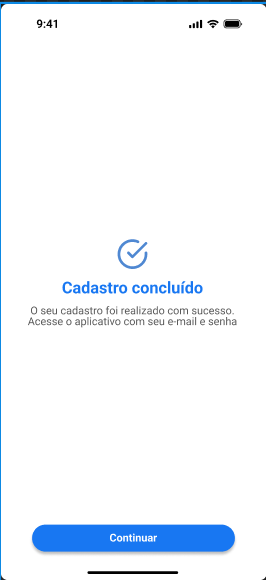 9:41
Cadastro concluído
O seu cadastro foi realizado com sucesso.
Acesse o aplicativo com seu e-mail e senha
Continuar